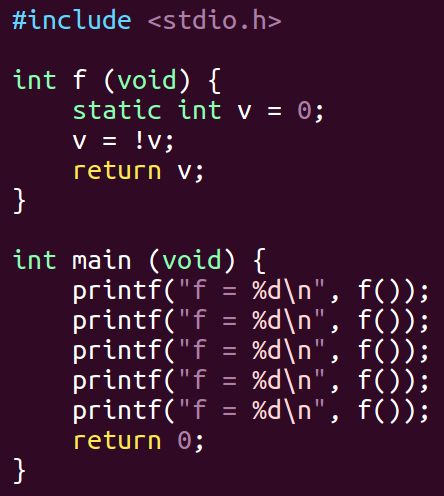 #include <stdio.h>

int f (void) {
    static int v = 0;
    v = !v;
    return v;
}

int main (void) {
    printf("f = %d\n", f());
    printf("f = %d\n", f());
    printf("f = %d\n", f());
    printf("f = %d\n", f());
    printf("f = %d\n", f());
    return 0;
}